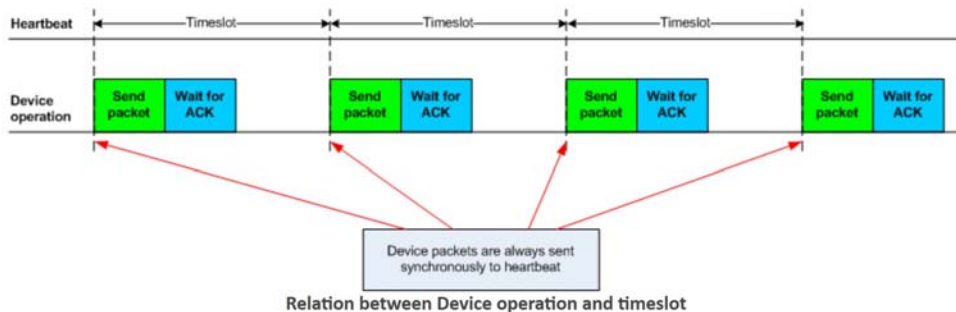 Heartbeat
Timeslot Timeslot Timeslot
Device operation
Send packet Wait for ACK Send packet Wait for ACK Send packet Wait for ACK Send packet Wait for ACK
Device packets are always sent
synchronously to heartbeat
Relation between Device operation and timeslot